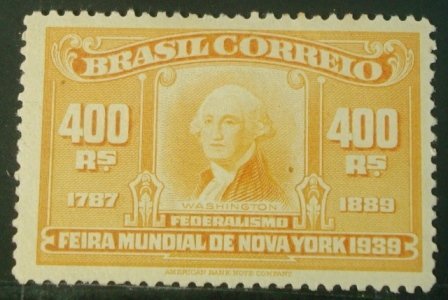 BRASIL CORREIO
400 RS 400 RS
1787 1889
WASHINGTON
FEDERALISMO
FEIRA MUNDIAL DE NOVA YORK 1939
AMERICAN BANK NOTE COMPANY